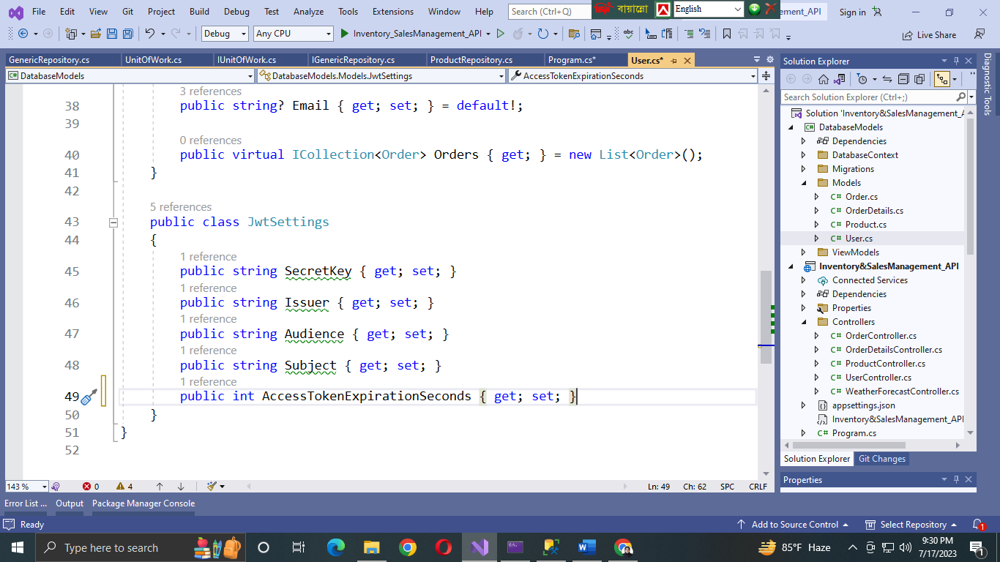 File Edit View Git Project Build Debug Test Analyze Tools Extensions Window Help Search (Ctrl+Q) বায়ান্নো English ement_API Sign in
Debug Any CPU Inventory_SalesManagement_API Live Share
GenericRepository.cs UnitOfWork.cs IUnitOfWork.cs IGenericRepository.cs ProductRepository.cs Program.cs* User.cs*
DatabaseModels DatabaseModels.Models.JwtSettings AccessTokenExpirationSeconds
3 references
38 public string? Email { get; set; } = default!;
39
0 references
40 public virtual ICollection<Order> Orders { get; } = new List<Order>();
41 }
42
5 references
43 public class JwtSettings
44 {
1 reference
45 public string SecretKey { get; set; }
1 reference
46 public string Issuer { get; set; }
1 reference
47 public string Audience { get; set; }
1 reference
48 public string Subject { get; set; }
1 reference
49 public int AccessTokenExpirationSeconds { get; set; }
50 }
51 }
52
143 % 0 4 Ln: 49 Ch: 62 SPC CRLF
Solution Explorer
Search Solution Explorer (Ctrl+;)
Solution 'Inventory&SalesManagement_A
C# DatabaseModels
Dependencies
DatabaseContext
Migrations
Models
C# Order.cs
C# OrderDetails.cs
C# Product.cs
C# User.cs
ViewModels
Inventory&SalesManagement_API
Connected Services
Dependencies
Properties
Controllers
C# OrderController.cs
C# OrderDetailsController.cs
C# ProductController.cs
C# UserController.cs
C# WeatherForecastController.cs
appsettings.json
Inventory&SalesManagement_API
C# Program.cs
Solution Explorer Git Changes
Properties
Diagnostic Tools
Error List ... Output Package Manager Console
Ready Add to Source Control Select Repository 1
Type here to search 85°F Haze 9:30 PM
7/17/2023 1